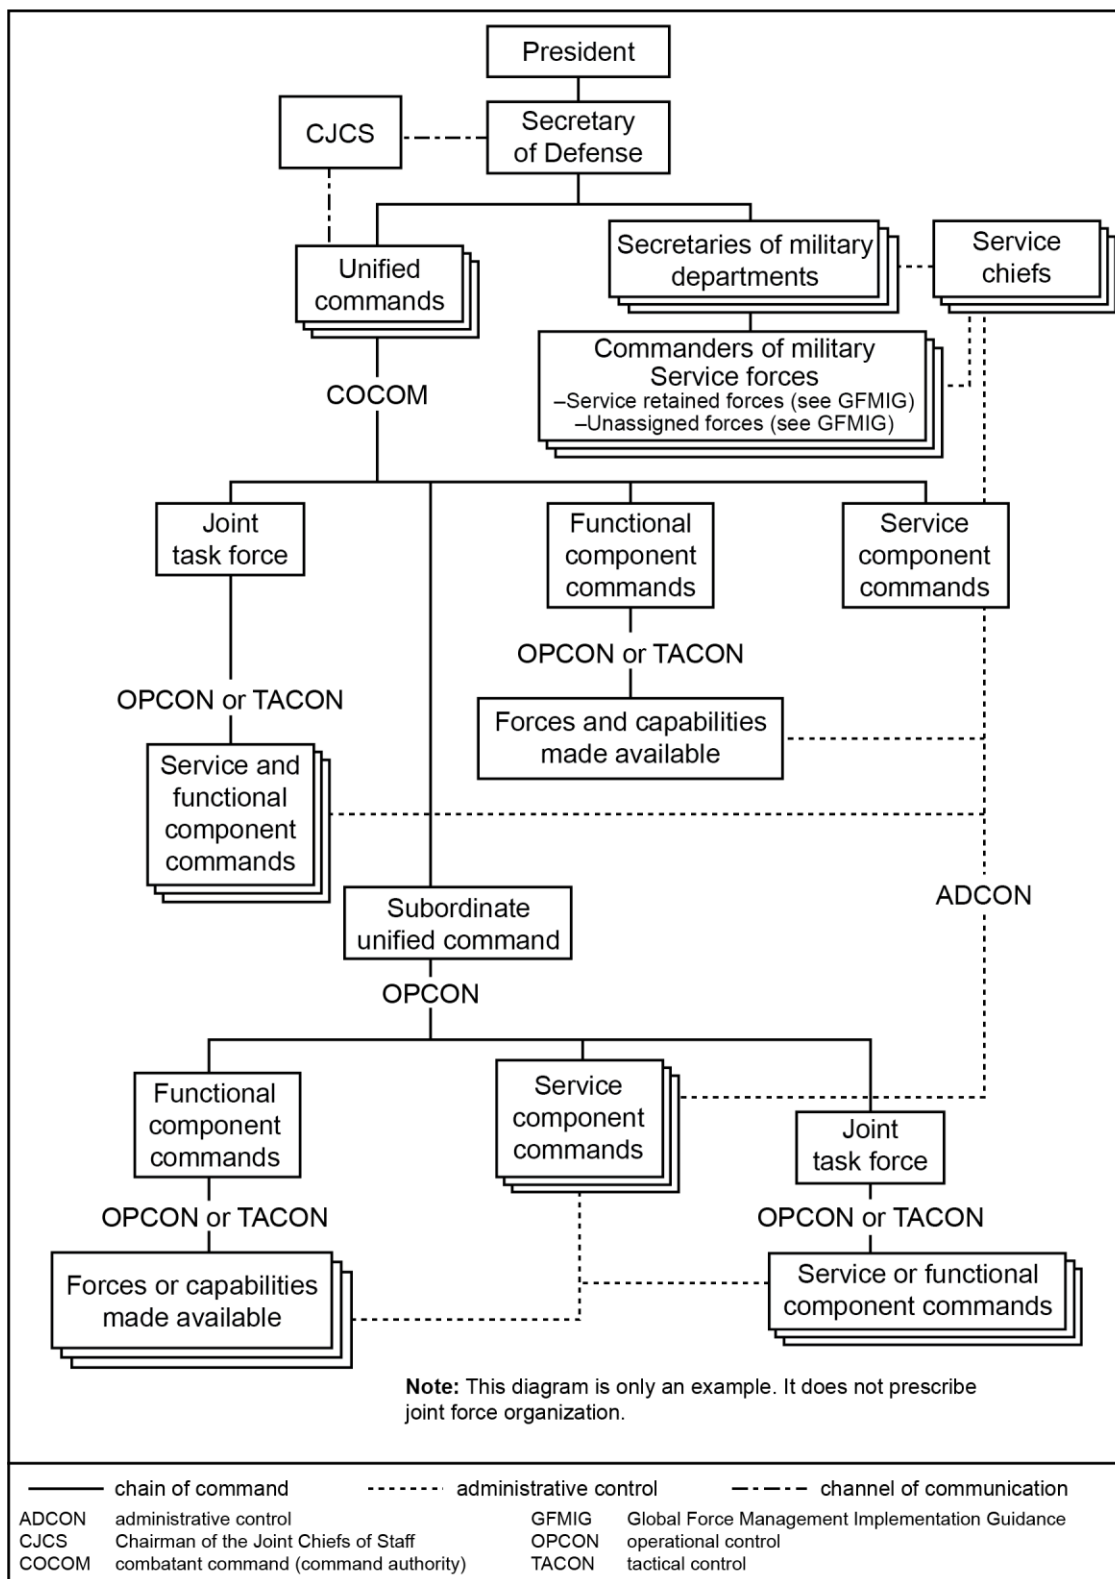 President
CJCS
Secretary
of Defense
Unified
commands
Secretaries of military
departments
Service
chiefs
Commanders of military
Service forces
–Service retained forces (see GFMIG)
–Unassigned forces (see GFMIG)
COCOM
Joint
task force
Functional
component
commands
Service
component
commands
OPCON or TACON
OPCON or TACON
Forces and capabilities
made available
Service and
functional
component
commands
ADCON
Subordinate
unified command
OPCON
Functional
component
commands
Service
component
commands
Joint
task force
OPCON or TACON
OPCON or TACON
Forces or capabilities
made available
Service or functional
component commands
Note: This diagram is only an example. It does not prescribe
joint force organization.
chain of command administrative control channel of communication
ADCON administrative control GFMIG Global Force Management Implementation Guidance
CJCS Chairman of the Joint Chiefs of Staff OPCON operational control
COCOM combatant command (command authority) TACON tactical control